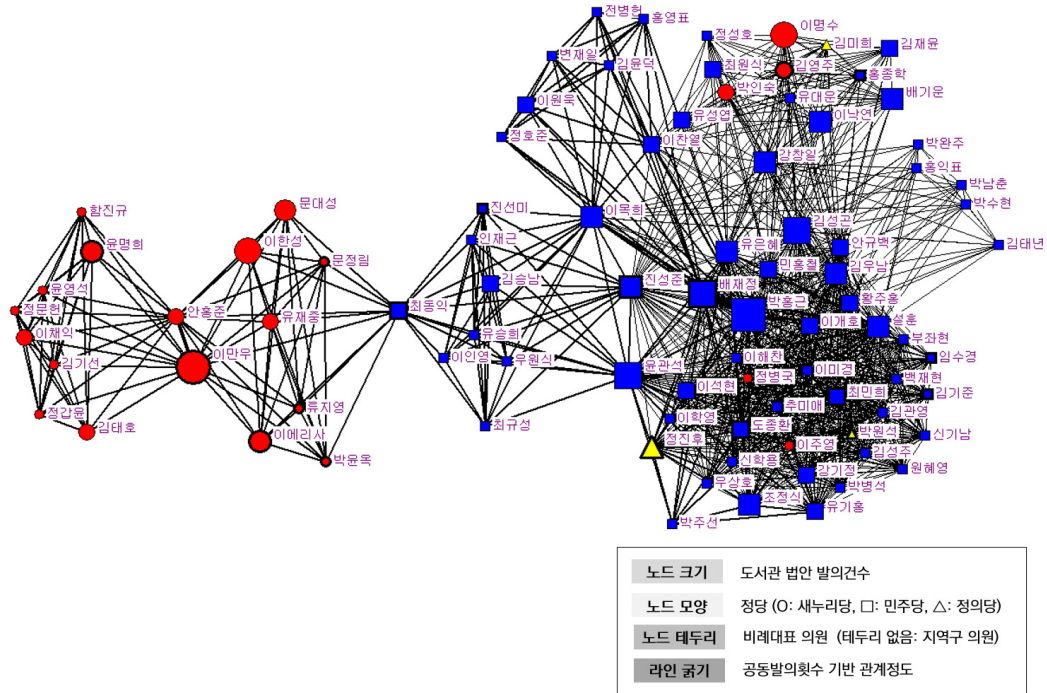 전병헌
홍영표
정성호
이명수
김미희
김재윤
변재일
김윤덕
최원식
김영주
홍종학
박인숙
유대운
배기운
이원욱
정호준
유성엽
이낙연
이찬열
강창일
박완주
홍익표
박남춘
박수현
함진규
문대성
진선미
이목희
김성곤
김태년
윤명희
이한성
인재근
유은혜
안규백
문정림
민홍철
김우남
윤영석
김승남
진성준
배재정
정문헌
안홍준
유재중
최동익
박홍근
황주홍
이채익
유승희
이개호
설훈
부좌현
김기선
이만우
이인영
우원식
윤관석
이해찬
이미경
임수경
정병국
백재현
이석현
최민희
김기준
정갑윤
류지영
추미애
김관영
김태호
이에리사
최규성
이학영
도종환
박원석
신기남
정진후
이주영
김성주
박윤옥
신학용
원혜영
우상호
강기정
박병석
조정식
유기홍
박주선
노드 크기 도서관 법안 발의건수
노드 모양 정당 (O: 새누리당, □: 민주당, △: 정의당)
노드 테두리 비례대표 의원 (테두리 없음: 지역구 의원)
라인 굵기 공동발의횟수 기반 관계정도